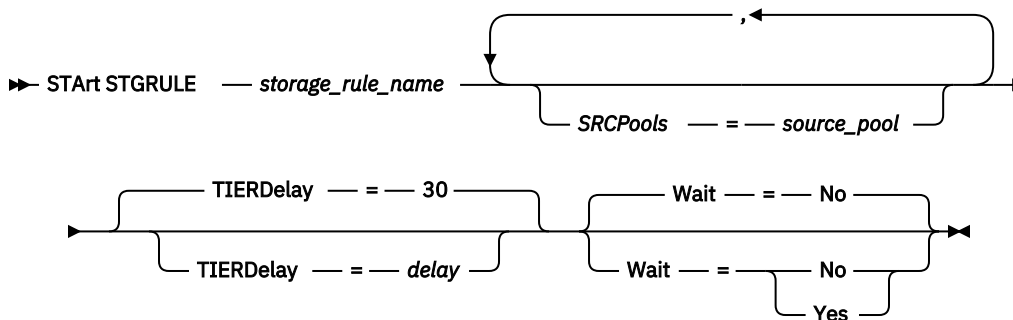 ,
STArt STGRULE storage_rule_name
SRCPools = source_pool
TIERDelay = 30 Wait = No
TIERDelay = delay Wait = No
Yes